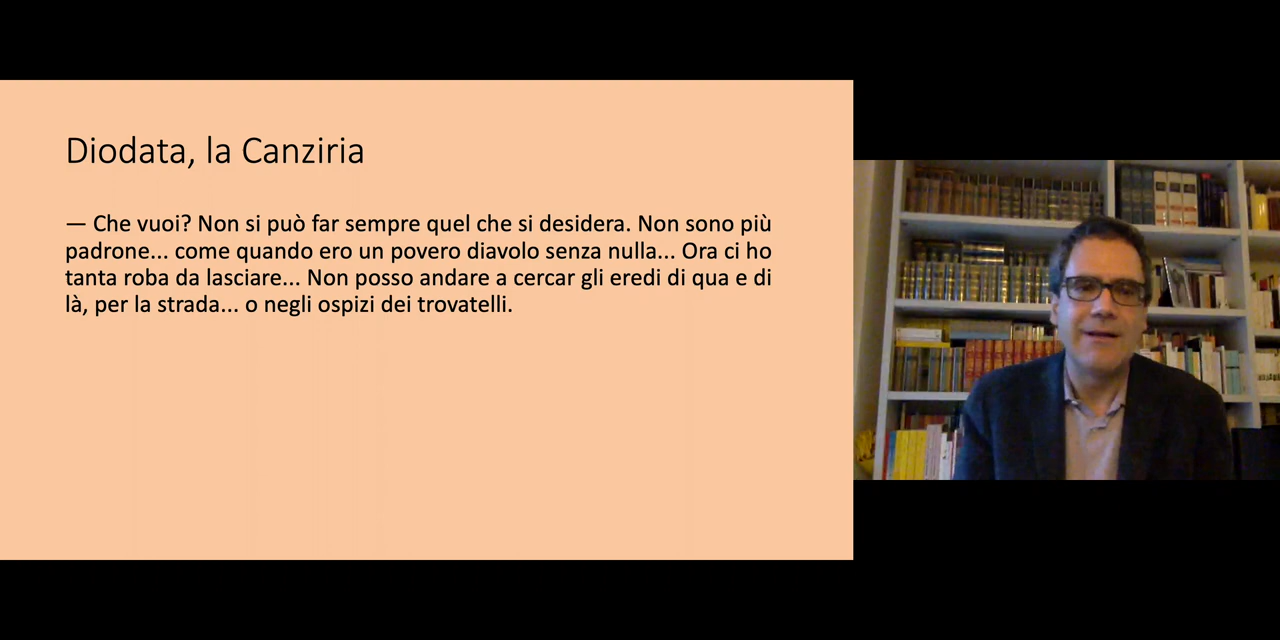 Diodata, la Canziria
— Che vuoi? Non si può far sempre quel che si desidera. Non sono più
padrone... come quando ero un povero diavolo senza nulla... Ora ci ho
tanta roba da lasciare... Non posso andare a cercar gli eredi di qua e di
là, per la strada... o negli ospizi dei trovatelli.